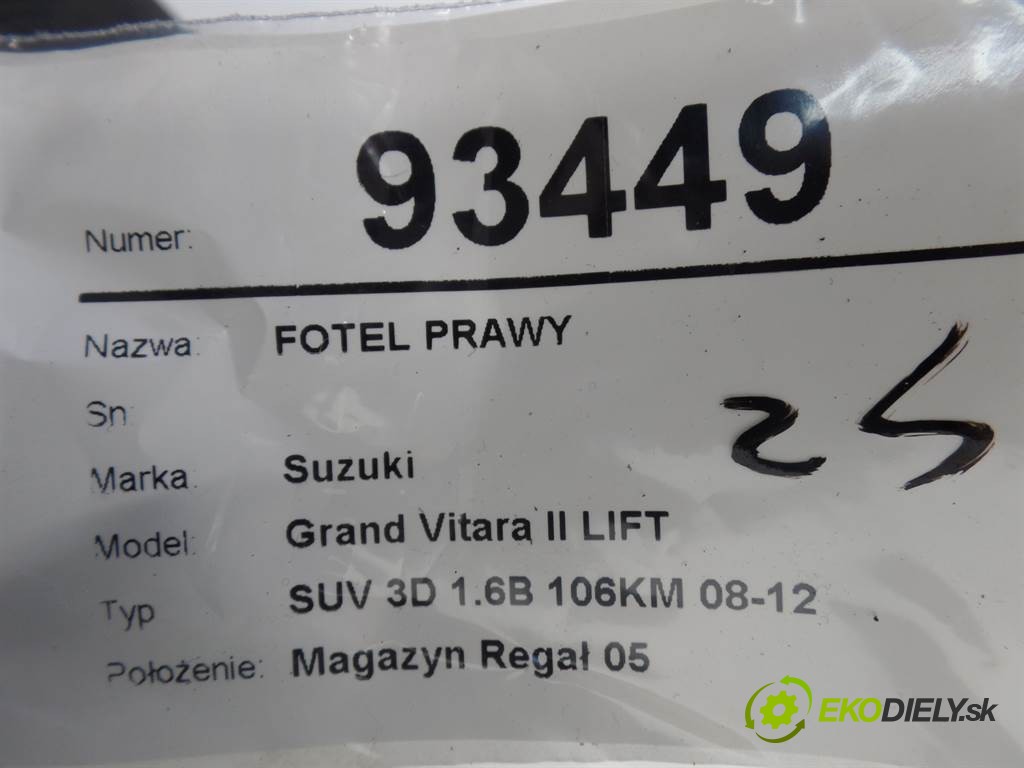 Numer: 93449
Nazwa: FOTEL PRAWY
Sn:
Marka: Suzuki
Model: Grand Vitara II LIFT
Typ SUV 3D 1.6B 106KM 08-12
Położenie: Magazyn Regał 05
25
EKODIELY.sk